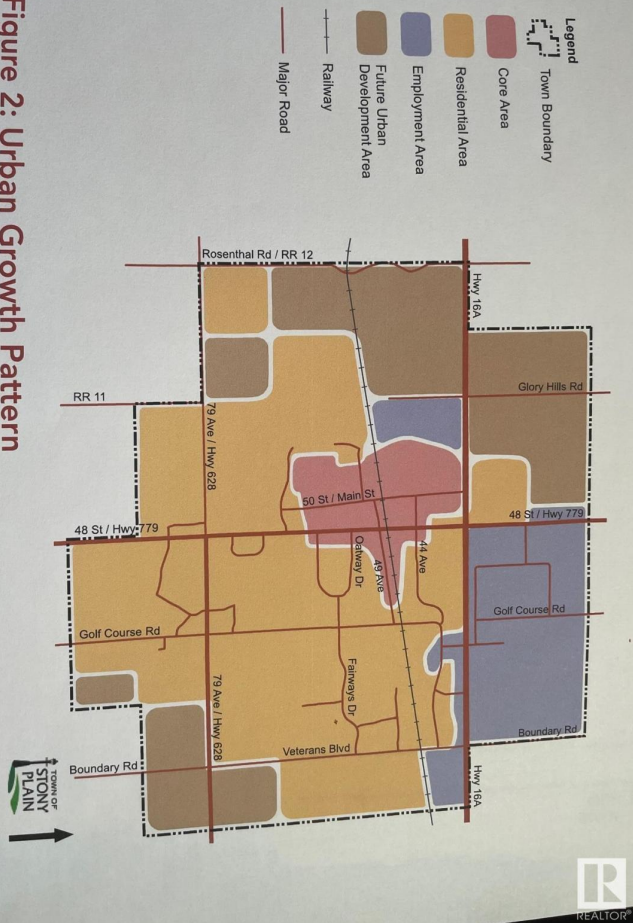 Figure 2: Urban Growth Pattern
Legend
Town Boundary
Core Area
Residential Area
Employment Area
Future Urban
Development Area
Railway
Major Road
Rosenthal Rd / RR 12
Hwy 16A
Glory Hills Rd
RR 11
79 Ave / Hwy 628
50 St / Main St
48 St / Hwy 779
48 St / Hwy 779
44 Ave
49 Ave
Oatway Dr
Golf Course Rd
Golf Course Rd
Fairways Dr
79 Ave / Hwy 628
Veterans Blvd
Boundary Rd
Boundary Rd
Hwy 16A
TOWN OF
STONY
PLAIN
R
REALTOR®